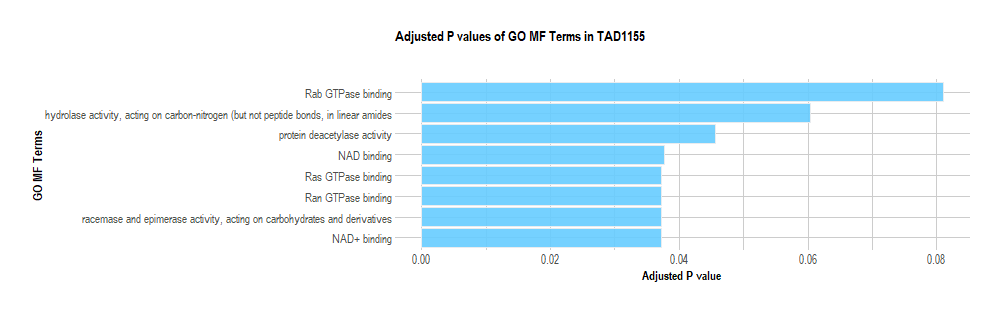 Adjusted P values of GO MF Terms in TAD1155
GO MF Terms
Rab GTPase binding
hydrolase activity, acting on carbon-nitrogen (but not peptide bonds, in linear amides
protein deacetylase activity
NAD binding
Ras GTPase binding
Ran GTPase binding
racemase and epimerase activity, acting on carbohydrates and derivatives
NAD+ binding
0.00 0.02 0.04 0.06 0.08
Adjusted P value